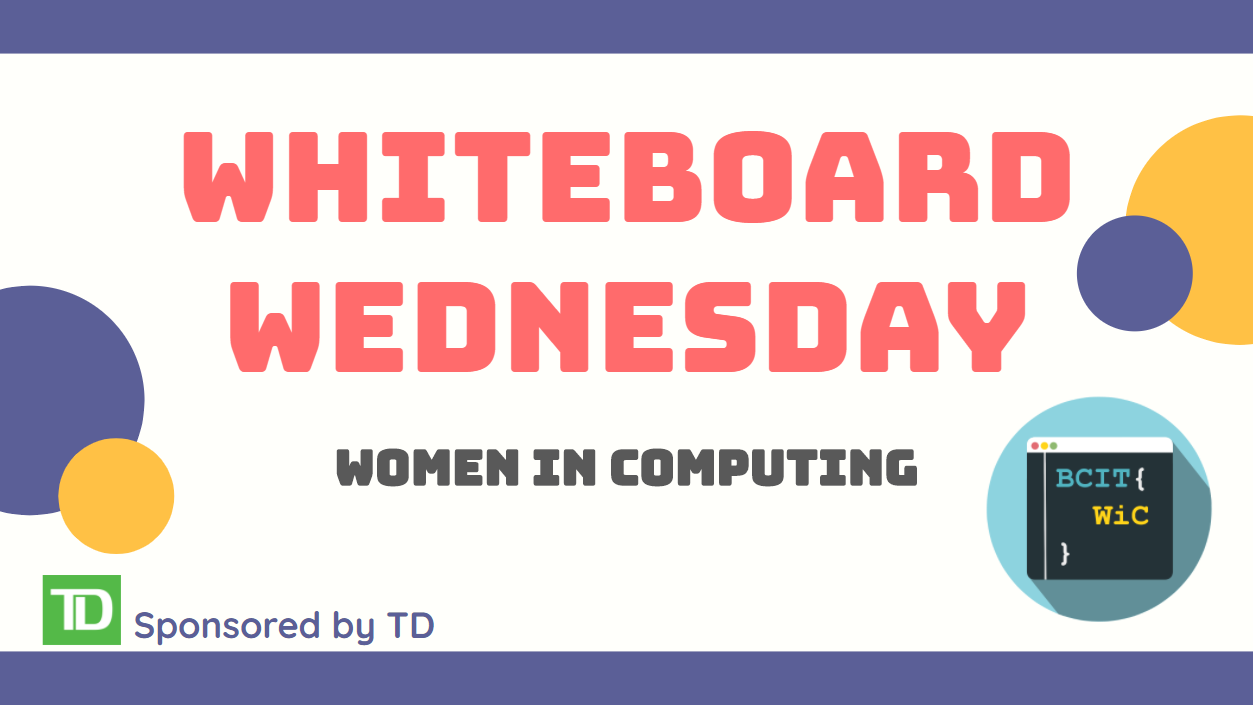 WHITEBOARD
WEDNESDAY
WOMEN IN COMPUTING
BCIT{
WiC
}
TD
Sponsored by TD